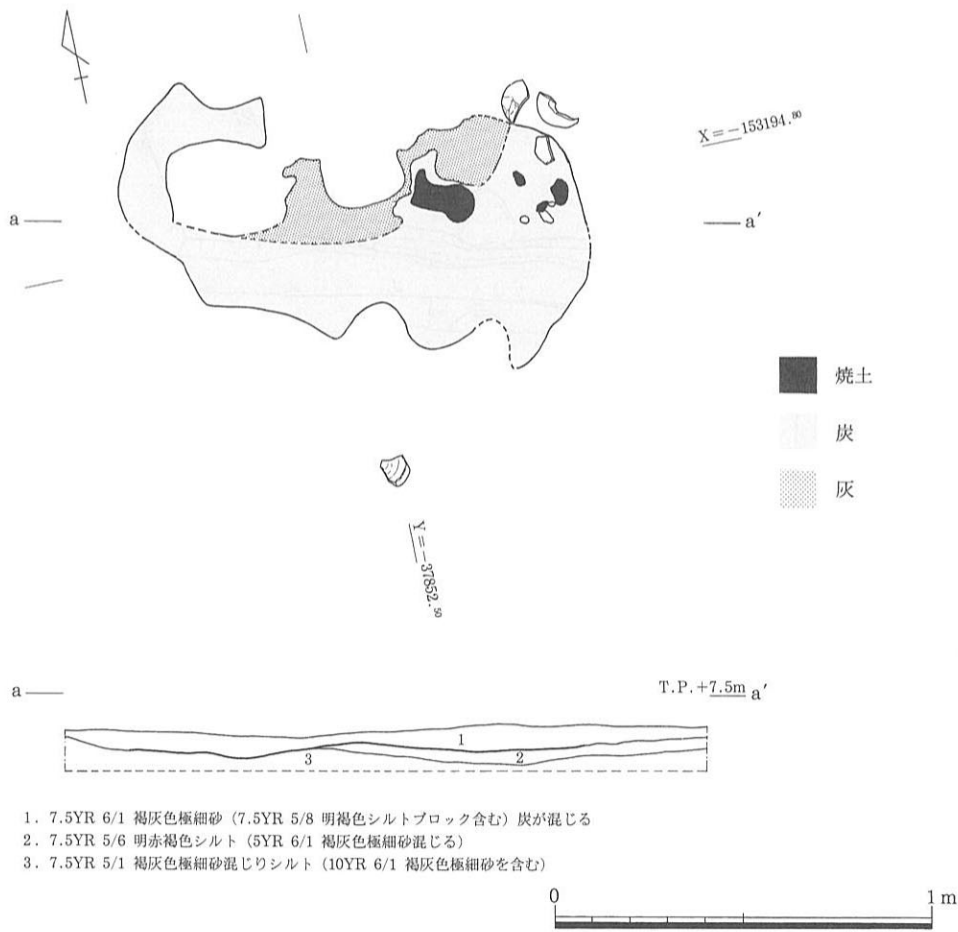 X=-153194.80
a
a′
焼土
炭
灰
Y=-37852.50
a
T.P.+7.5m a′
1
2
3
1. 7.5YR 6/1 褐灰色極細砂（7.5YR 5/8 明褐色シルトブロック含む）炭が混じる
2. 7.5YR 5/6 明赤褐色シルト（5YR 6/1 褐灰色極細砂混じる）
3. 7.5YR 5/1 褐灰色極細砂混じりシルト（10YR 6/1 褐灰色極細砂を含む）
0
1 m